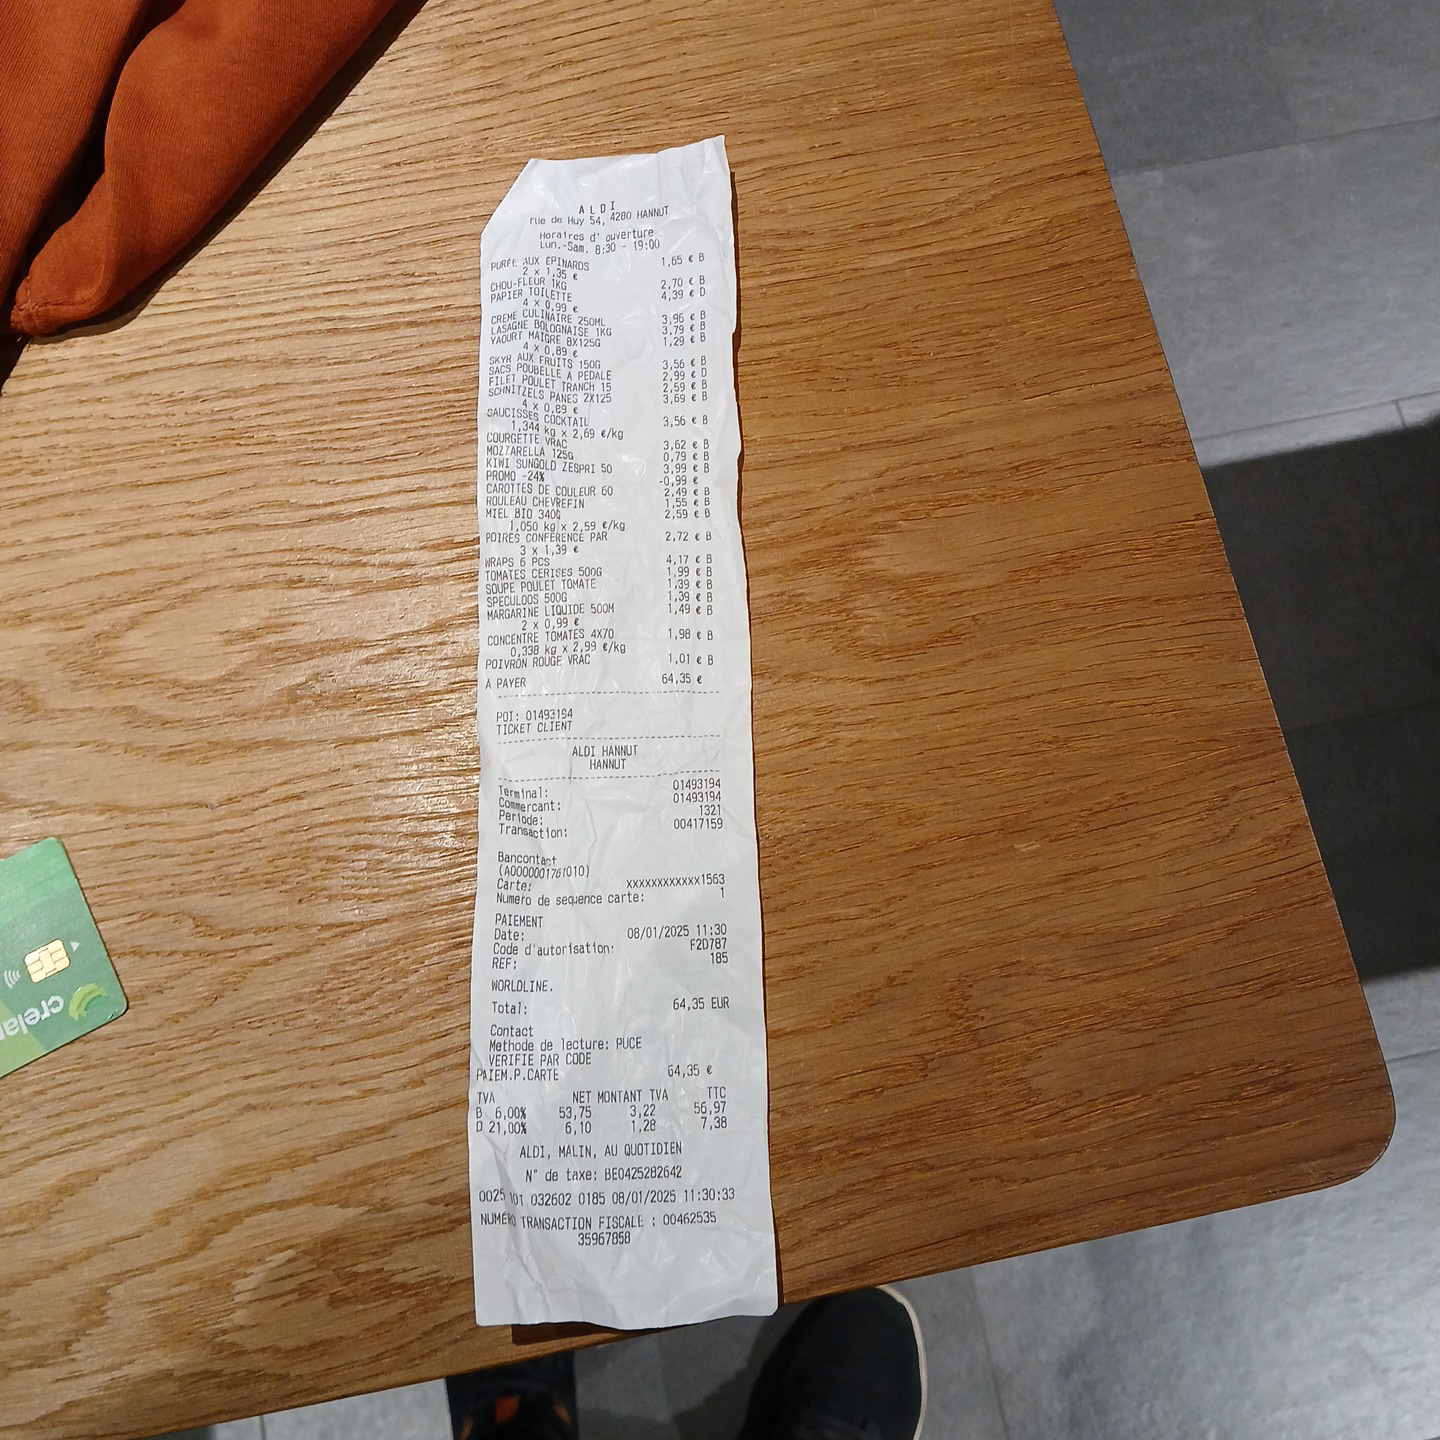 ALDI
rue de Huy 54, 4280 HANNUT
Horaires d' ouverture
Lun.-Sam. 8:30 - 19:00
PURÉE AUX ÉPINARDS 1,65 € B
2 x 1,35 €
CHOU-FLEUR 1KG 2,70 € B
PAPIER TOILETTE 4,39 € D
4 x 0,99 €
CREME CULINAIRE 250ML 3,96 € B
LASAGNE BOLOGNAISE 1KG 3,79 € B
YAOURT MAIGRE 8X125G 1,29 € B
4 x 0,89 €
SKYR AUX FRUITS 150G 3,56 € B
SACS POUBELLE A PEDALE 2,99 € D
FILET POULET TRANCH 15 2,59 € B
SCHNITZELS PANES 2X125 3,69 € B
4 x 0,89 €
SAUCISSES COCKTAIL 3,56 € B
1,344 kg x 2,69 €/kg
COURGETTE VRAC 3,62 € B
MOZZARELLA 125G 0,79 € B
KIWI SUNGOLD ZESPRI 50 3,99 € B
PROMO -24% -0,99 €
CAROTTES DE COULEUR 60 2,49 € B
ROULEAU CHEVREFIN 1,55 € B
MIEL BIO 340G 2,59 € B
1,050 kg x 2,59 €/kg
POIRES CONFERENCE PAR 2,72 € B
3 x 1,39 €
WRAPS 6 PCS 4,17 € B
TOMATES CERISES 500G 1,99 € B
SOUPE POULET TOMATE 1,39 € B
SPECULOOS 500G 1,39 € B
MARGARINE LIQUIDE 500M 1,49 € B
2 x 0,99 €
CONCENTRE TOMATES 4X70 1,98 € B
0,338 kg x 2,99 €/kg
POIVRON ROUGE VRAC 1,01 € B
A PAYER 64,35 €
POI: 01493194
TICKET CLIENT
ALDI HANNUT
HANNUT
Terminal: 01493194
Commercant: 01493194
Periode: 1321
Transaction: 00417159
Bancontact
(A0000001761010)
Carte: xxxxxxxxxxxx1563
Numero de sequence carte: 1
PAIEMENT
Date: 08/01/2025 11:30
Code d'autorisation: F2D787
REF: 185
WORLDLINE.
Total: 64,35 EUR
Contact
Methode de lecture: PUCE
VERIFIE PAR CODE
PAIEM.P.CARTE 64,35 €
TVA NET MONTANT TVA TTC
B 6,00% 53,75 3,22 56,97
D 21,00% 6,10 1,28 7,38
ALDI, MALIN, AU QUOTIDIEN
N° de taxe: BE0425282642
0025 101 032602 0185 08/01/2025 11:30:33
NUMÉRO TRANSACTION FISCALE : 00462535
35967858